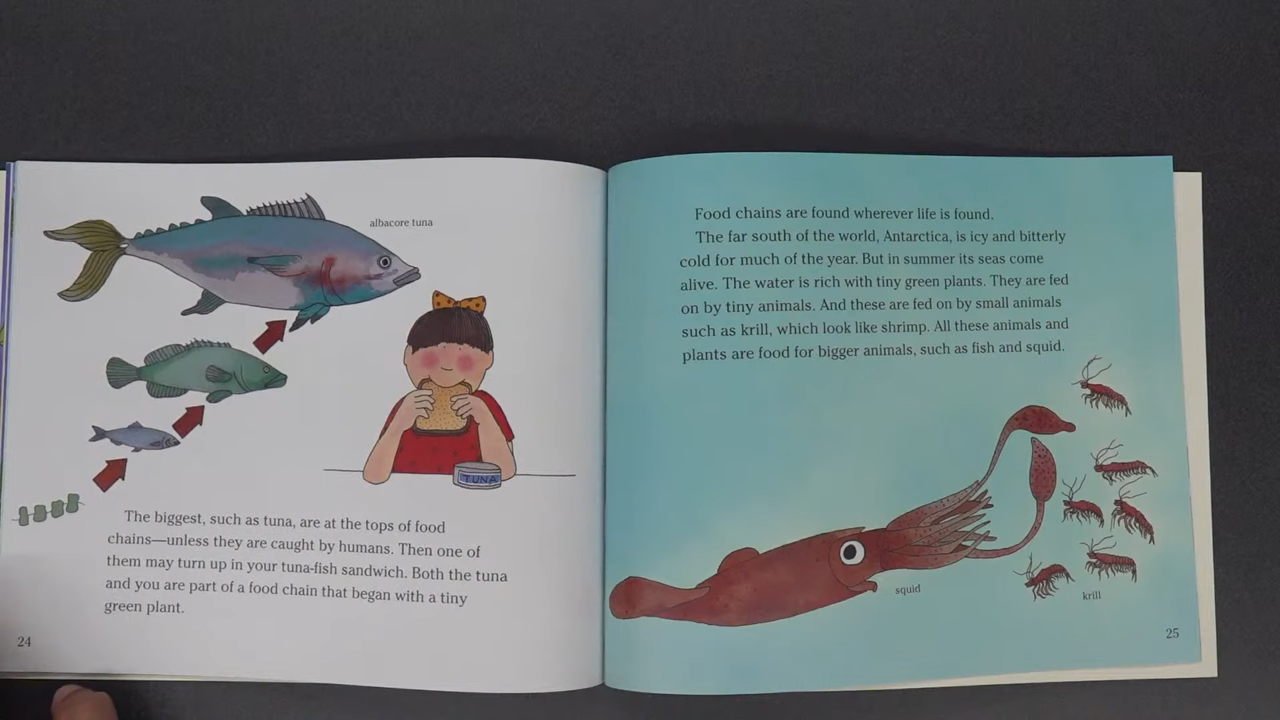 albacore tuna
TUNA
The biggest, such as tuna, are at the tops of food
chains—unless they are caught by humans. Then one of
them may turn up in your tuna-fish sandwich. Both the tuna
and you are part of a food chain that began with a tiny
green plant.
24
Food chains are found wherever life is found.
The far south of the world, Antarctica, is icy and bitterly
cold for much of the year. But in summer its seas come
alive. The water is rich with tiny green plants. They are fed
on by tiny animals. And these are fed on by small animals
such as krill, which look like shrimp. All these animals and
plants are food for bigger animals, such as fish and squid.
squid
krill
25